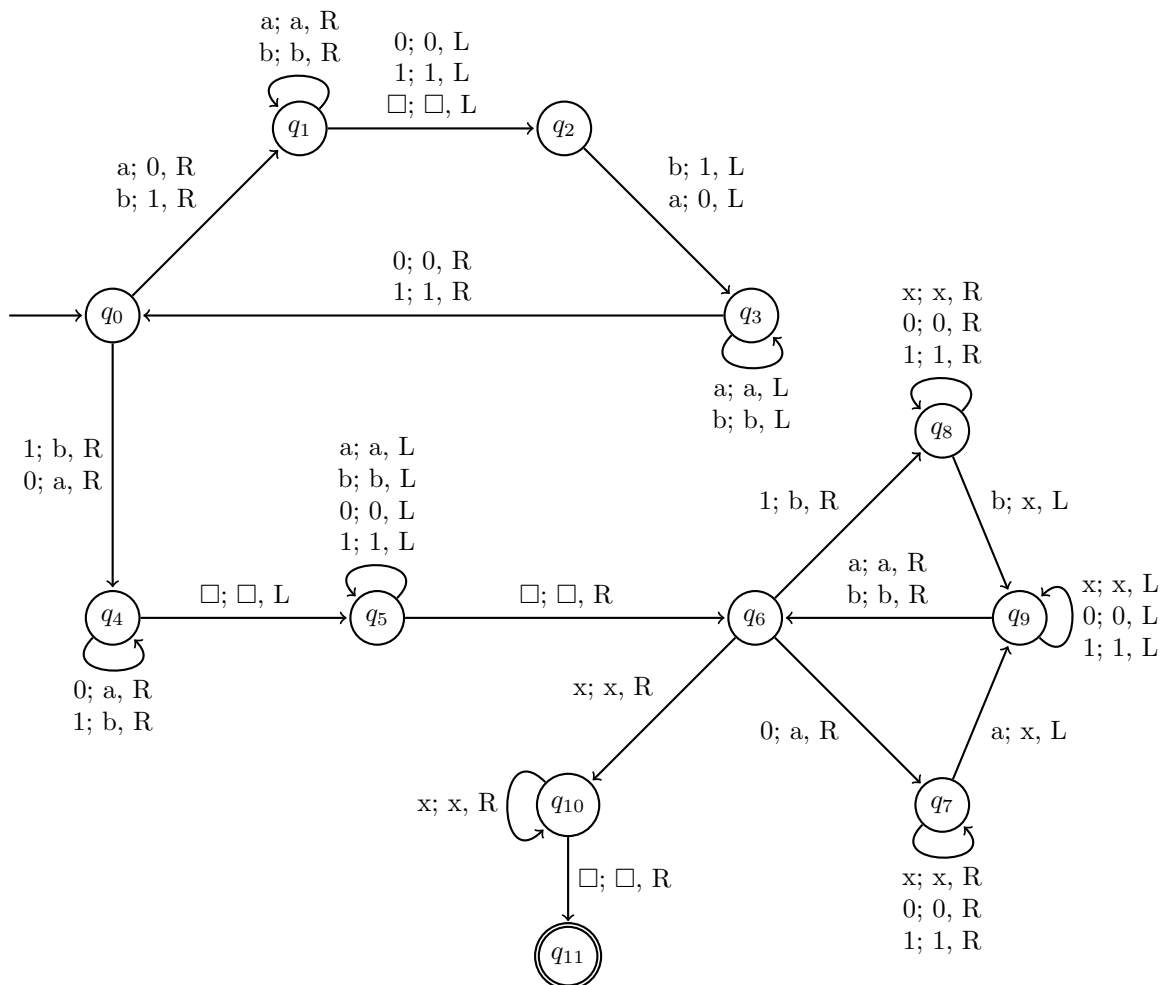 a; a, R
b; b, R
0; 0, L
1; 1, L
□; □, L
q₁
q₂
a; 0, R
b; 1, R
b; 1, L
a; 0, L
0; 0, R
1; 1, R
q₀
q₃
x; x, R
0; 0, R
1; 1, R
a; a, L
b; b, L
q₈
1; b, R
0; a, R
a; a, L
b; b, L
0; 0, L
1; 1, L
1; b, R
b; x, L
□; □, L
□; □, R
a; a, R
b; b, R
q₄
q₅
q₆
q₉
x; x, L
0; 0, L
1; 1, L
0; a, R
1; b, R
x; x, R
0; a, R
a; x, L
x; x, R
q₁₀
q₇
□; □, R
x; x, R
0; 0, R
1; 1, R
q₁₁